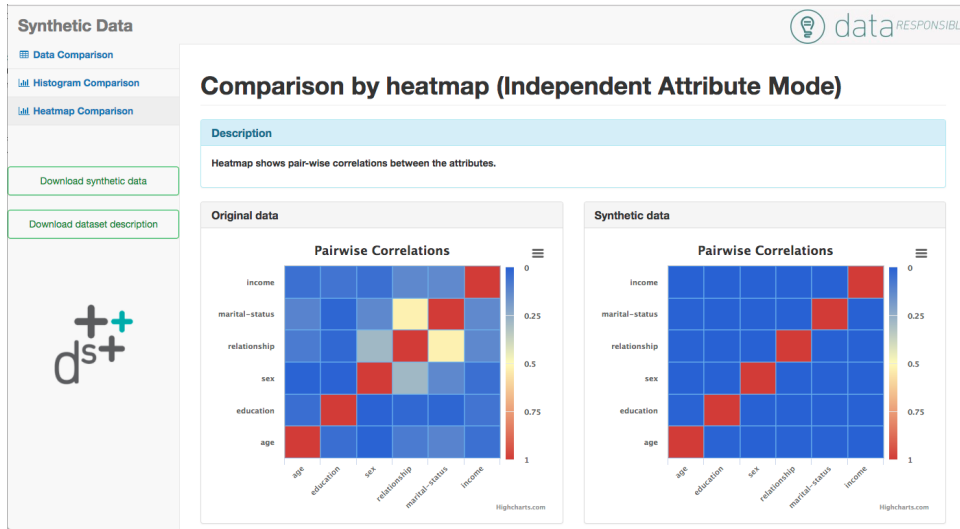 Synthetic Data
data RESPONSIBL
Data Comparison
Histogram Comparison
Heatmap Comparison
Download synthetic data
Download dataset description
ds
Comparison by heatmap (Independent Attribute Mode)
Description
Heatmap shows pair-wise correlations between the attributes.
Original data
Pairwise Correlations
income
marital-status
relationship
sex
education
age
age
education
sex
relationship
marital-status
income
0
0.25
0.5
0.75
1
Highcharts.com
Synthetic data
Pairwise Correlations
income
marital-status
relationship
sex
education
age
age
education
sex
relationship
marital-status
income
0
0.25
0.5
0.75
1
Highcharts.com